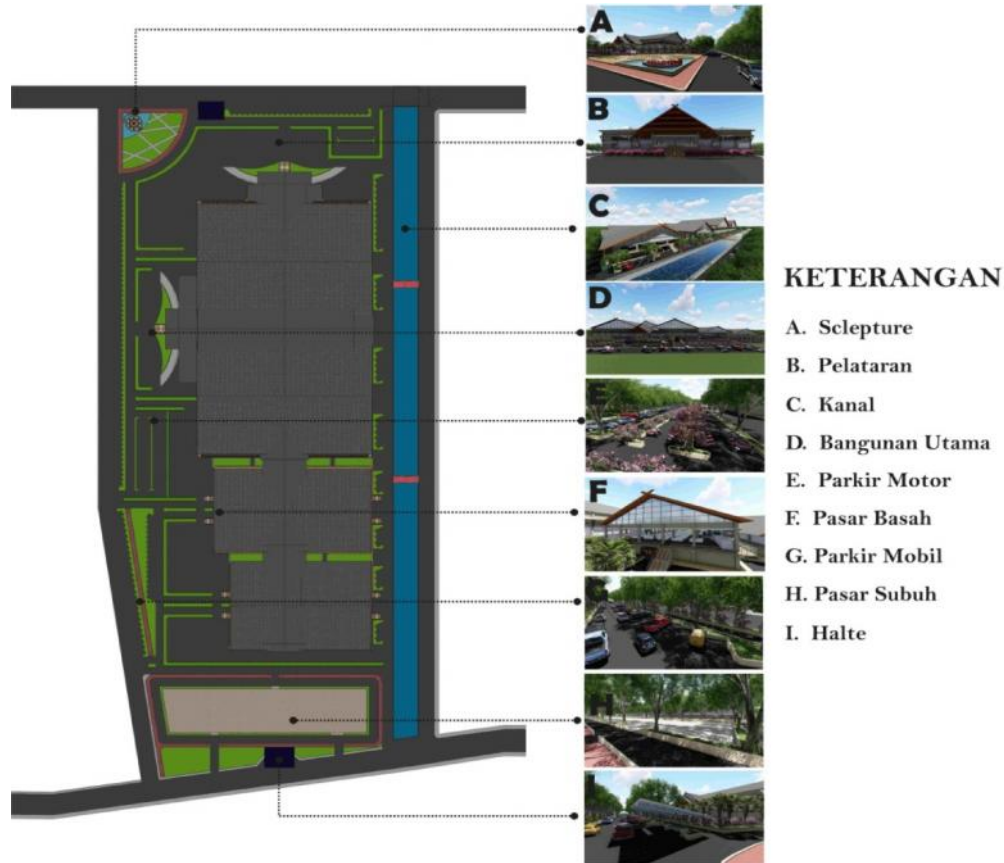 A
B
C
D
E
F
KETERANGAN
A. Sclepture
B. Pelataran
C. Kanal
D. Bangunan Utama
E. Parkir Motor
F. Pasar Basah
G. Parkir Mobil
H. Pasar Subuh
I. Halte